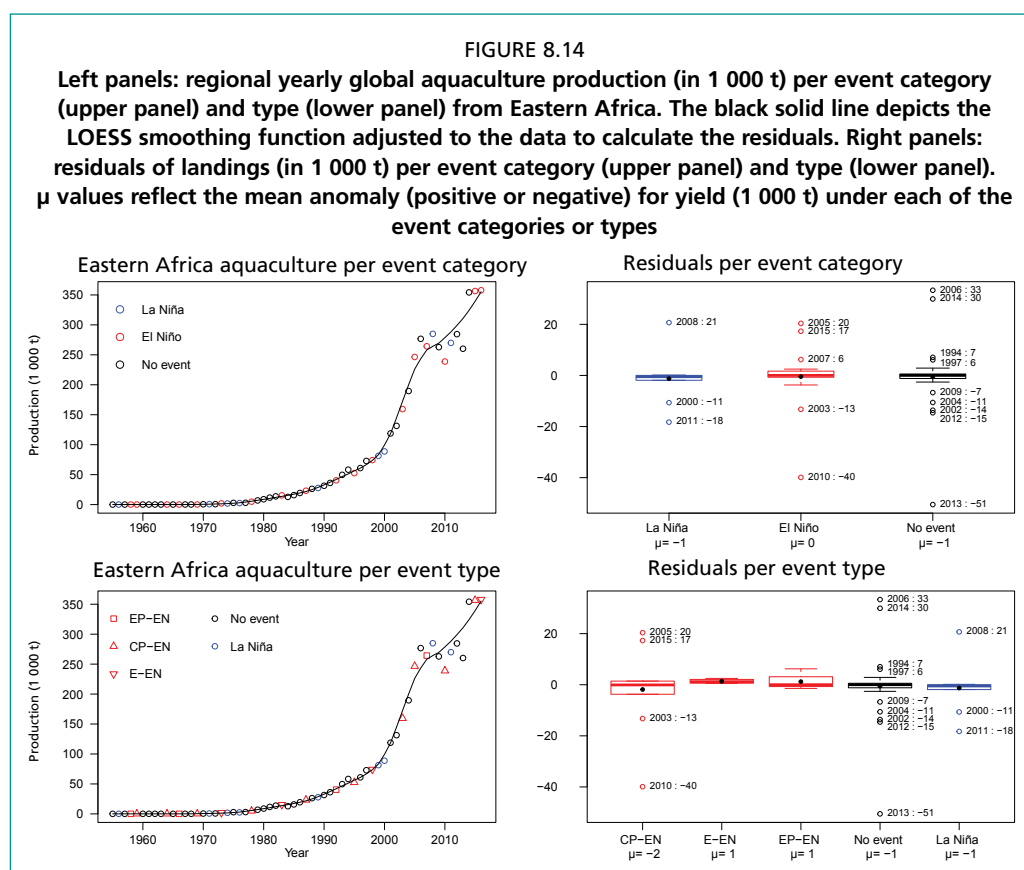 FIGURE 8.14
Left panels: regional yearly global aquaculture production (in 1 000 t) per event category
(upper panel) and type (lower panel) from Eastern Africa. The black solid line depicts the
LOESS smoothing function adjusted to the data to calculate the residuals. Right panels:
residuals of landings (in 1 000 t) per event category (upper panel) and type (lower panel).
µ values reflect the mean anomaly (positive or negative) for yield (1 000 t) under each of the
event categories or types
Eastern Africa aquaculture per event category
Production (1 000 t)
350
300
250
200
150
100
50
0
La Niña
El Niño
No event
1960 1970 1980 1990 2000 2010
Year
Residuals per event category
20
0
−20
−40
2008 : 21
2000 : −11
2011 : −18
2005 : 20
2015 : 17
2007 : 6
2003 : −13
2010 : −40
2006 : 33
2014 : 30
1994 : 7
1997 : 6
2009 : −7
2004 : −11
2002 : −14
2012 : −15
2013 : −51
La Niña El Niño No event
µ= −1 µ= 0 µ= −1
Eastern Africa aquaculture per event type
Production (1 000 t)
350
300
250
200
150
100
50
0
EP−EN No event
CP−EN La Niña
E−EN
1960 1970 1980 1990 2000 2010
Year
Residuals per event type
20
0
−20
−40
2005 : 20
2015 : 17
2003 : −13
2010 : −40
2006 : 33
2014 : 30
1994 : 7
1997 : 6
2009 : −7
2004 : −11
2002 : −14
2012 : −15
2013 : −51
2008 : 21
2000 : −11
2011 : −18
CP−EN E−EN EP−EN No event La Niña
µ= −2 µ= 1 µ= 1 µ= −1 µ= −1